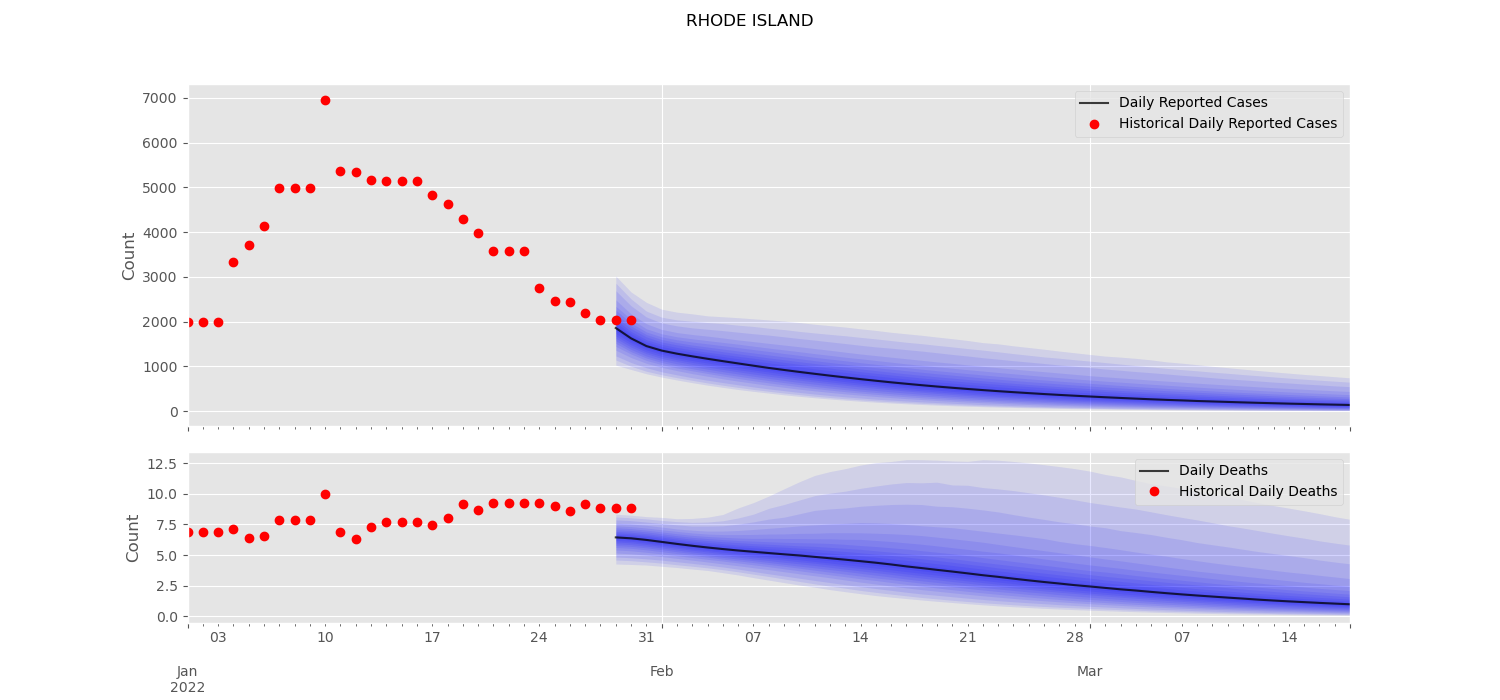 RHODE ISLAND
Daily Reported Cases
Historical Daily Reported Cases
7000
6000
5000
4000
3000
2000
1000
0
Count
Daily Deaths
Historical Daily Deaths
12.5
10.0
7.5
5.0
2.5
0.0
Count
03 10 17 24 31 07 14 21 28 07 14
Jan Feb Mar
2022